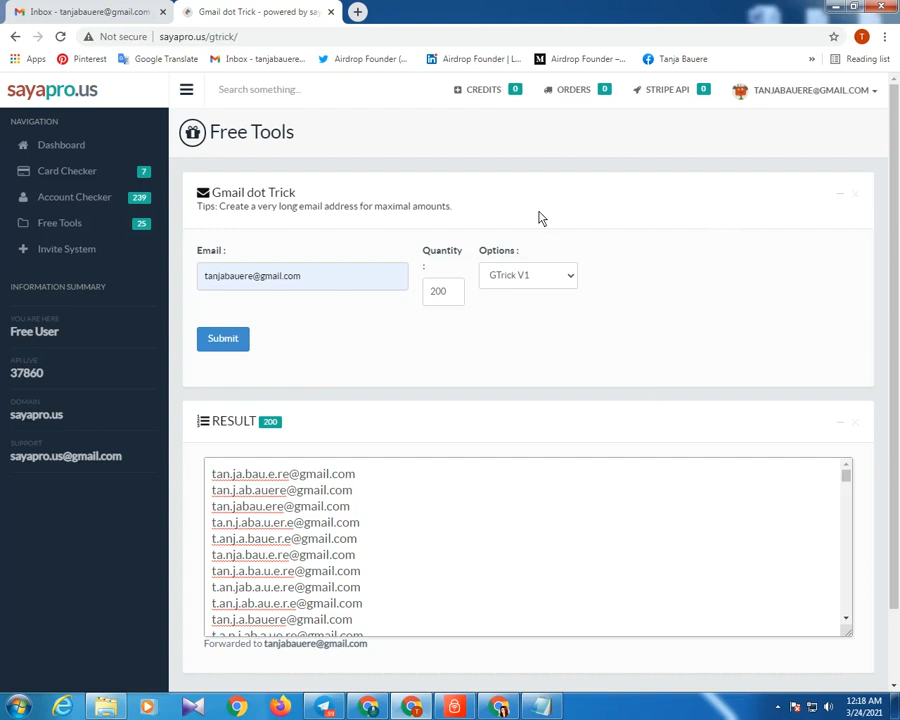 Inbox - tanjabauere@gmail.com
Gmail dot Trick - powered by say
Not secure
sayapro.us/gtrick/
T
Apps
Pinterest
Google Translate
Inbox - tanjabauere...
Airdrop Founder (...
Airdrop Founder | L...
Airdrop Founder –...
Tanja Bauere
»
Reading list
sayapro.us
Search something...
CREDITS 0
ORDERS 0
STRIPE API 0
TANJABAUERE@GMAIL.COM
NAVIGATION
Dashboard
Card Checker 7
Account Checker 239
Free Tools 25
Invite System
INFORMATION SUMMARY
YOU ARE HERE
Free User
API LIVE
37860
DOMAIN
sayapro.us
SUPPORT
sayapro.us@gmail.com
Free Tools
Gmail dot Trick
Tips: Create a very long email address for maximal amounts.
Email :
Quantity
:
Options :
tanjabauere@gmail.com
200
GTrick V1
Submit
RESULT 200
tan.ja.bau.e.re@gmail.com
tan.j.ab.auere@gmail.com
tan.jabau.ere@gmail.com
ta.n.j.aba.u.er.e@gmail.com
t.anj.a.baue.r.e@gmail.com
ta.nja.bau.e.re@gmail.com
tan.j.a.ba.u.e.re@gmail.com
t.an.jab.a.u.e.re@gmail.com
t.an.j.ab.au.e.r.e@gmail.com
tan.j.a.bauere@gmail.com
Forwarded to tanjabauere@gmail.com
12:18 AM
3/24/2021